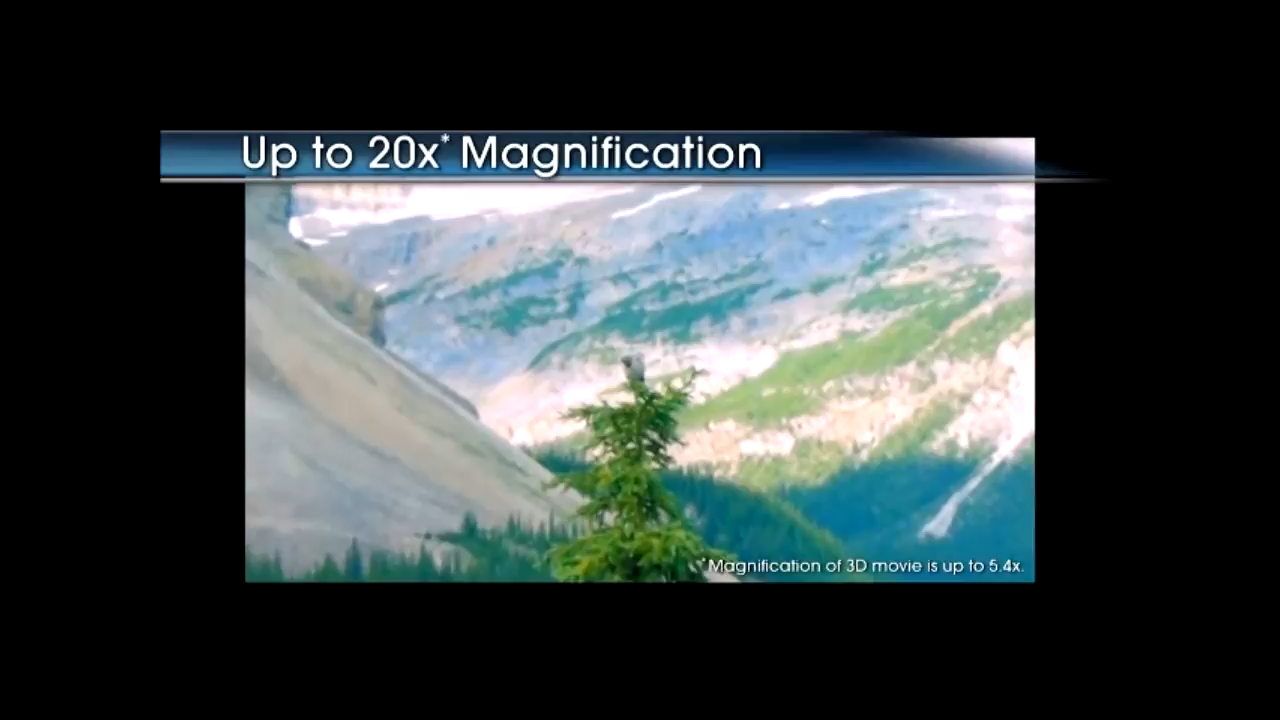 Up to 20x* Magnification
*Magnification of 3D movie is up to 5.4x.